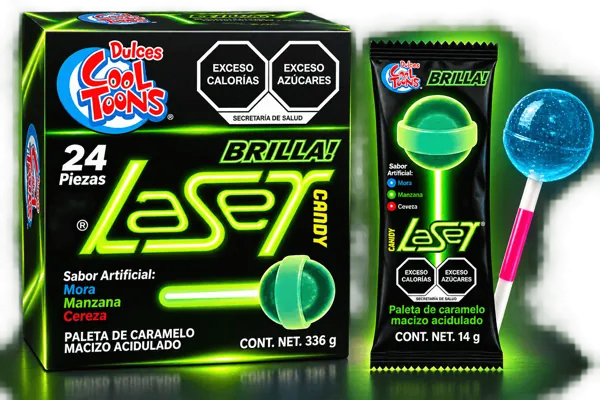 Dulces
COOL
TOONS
®
EXCESO
CALORÍAS
EXCESO
AZÚCARES
SECRETARÍA DE SALUD
24
Piezas
BRILLA!
® Laser
CANDY
Sabor Artificial:
Mora
Manzana
Cereza
PALETA DE CARAMELO
MACIZO ACIDULADO
CONT. NET. 336 g
Dulces
COOL
TOONS
BRILLA!
Sabor
Artificial:
Mora
Manzana
Cereza
CANDY
Laser®
EXCESO
CALORÍAS
EXCESO
AZÚCARES
SECRETARÍA DE SALUD
Paleta de caramelo
macizo acidulado
CONT. NET. 14 g